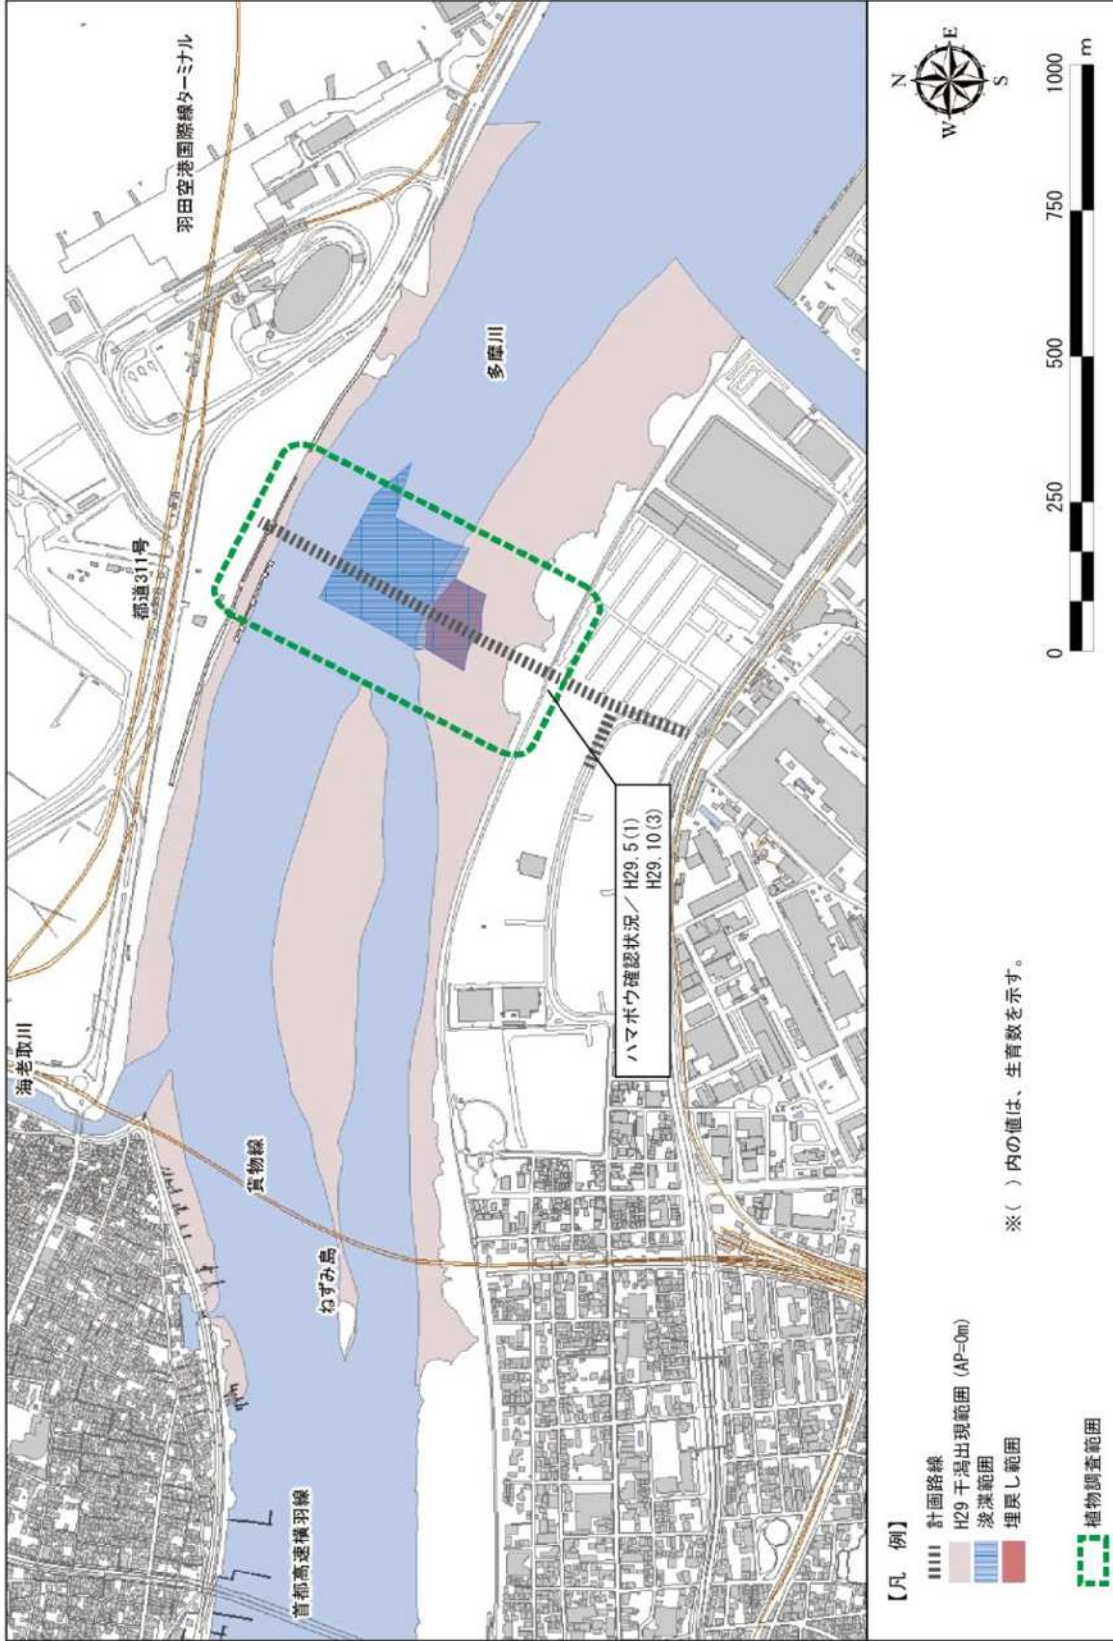 海老取川
都道311号
羽田空港国際線ターミナル
貨物線
多摩川
ねずみ島
首都高速横羽線
ハマボウ確認状況／ H29.5(1)
H29.10(3)
【凡 例】
計画路線
H29 干潟出現範囲 (AP=0m)
浚渫範囲
埋戻し範囲
植物調査範囲
※( ) 内の値は、生育数を示す。
N
W
E
S
0 250 500 750 1000 m